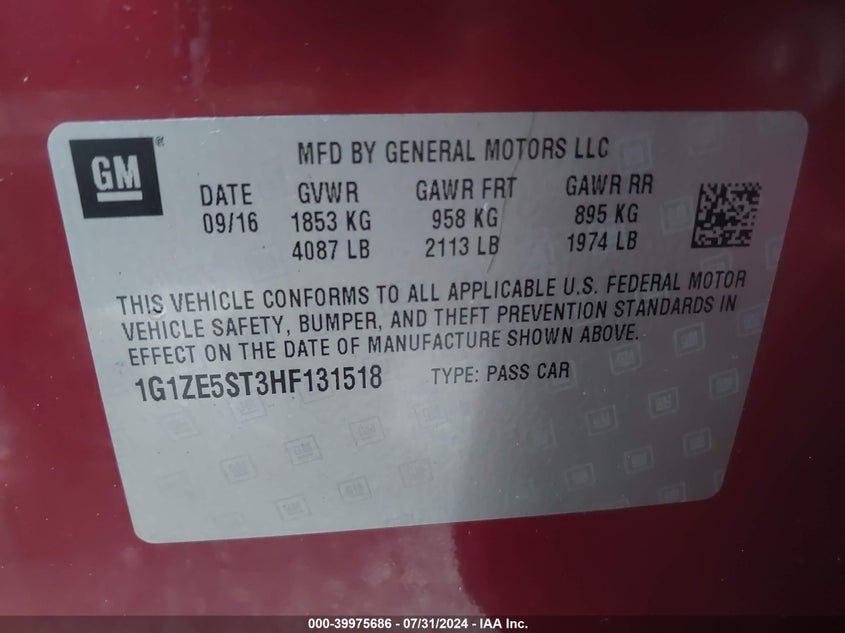 GM®
MFD BY GENERAL MOTORS LLC
DATE GVWR GAWR FRT GAWR RR
09/16 1853 KG 958 KG 895 KG
4087 LB 2113 LB 1974 LB
THIS VEHICLE CONFORMS TO ALL APPLICABLE U.S. FEDERAL MOTOR
VEHICLE SAFETY, BUMPER, AND THEFT PREVENTION STANDARDS IN
EFFECT ON THE DATE OF MANUFACTURE SHOWN ABOVE.
1G1ZE5ST3HF131518 TYPE: PASS CAR
000-39975686 - 07/31/2024 - IAA Inc.